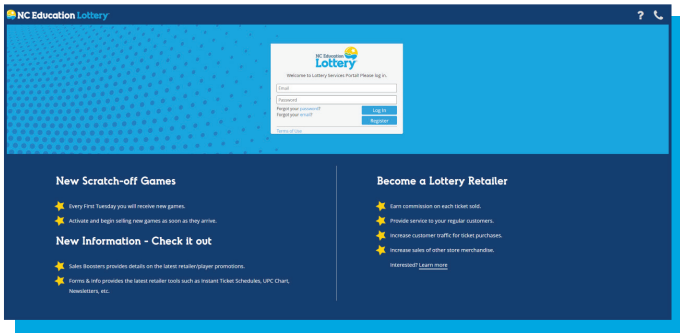 NC Education Lottery
?
NC Education
Lottery
Welcome to Lottery Services Portal! Please log in.
Email
Password
Forgot your password?
Forgot your email?
Log In
Register
Terms of Use
New Scratch-off Games
Every First Tuesday you will receive new games.
Activate and begin selling new games as soon as they arrive.
New Information - Check it out
Sales Boosters provides details on the latest retailer/player promotions.
Forms & Info provides the latest retailer tools such as Instant Ticket Schedules, UPC Chart,
Newsletters, etc.
Become a Lottery Retailer
Earn commission on each ticket sold.
Provide service to your regular customers.
Increase customer traffic for ticket purchases.
Increase sales of other store merchandise.
Interested? Learn more